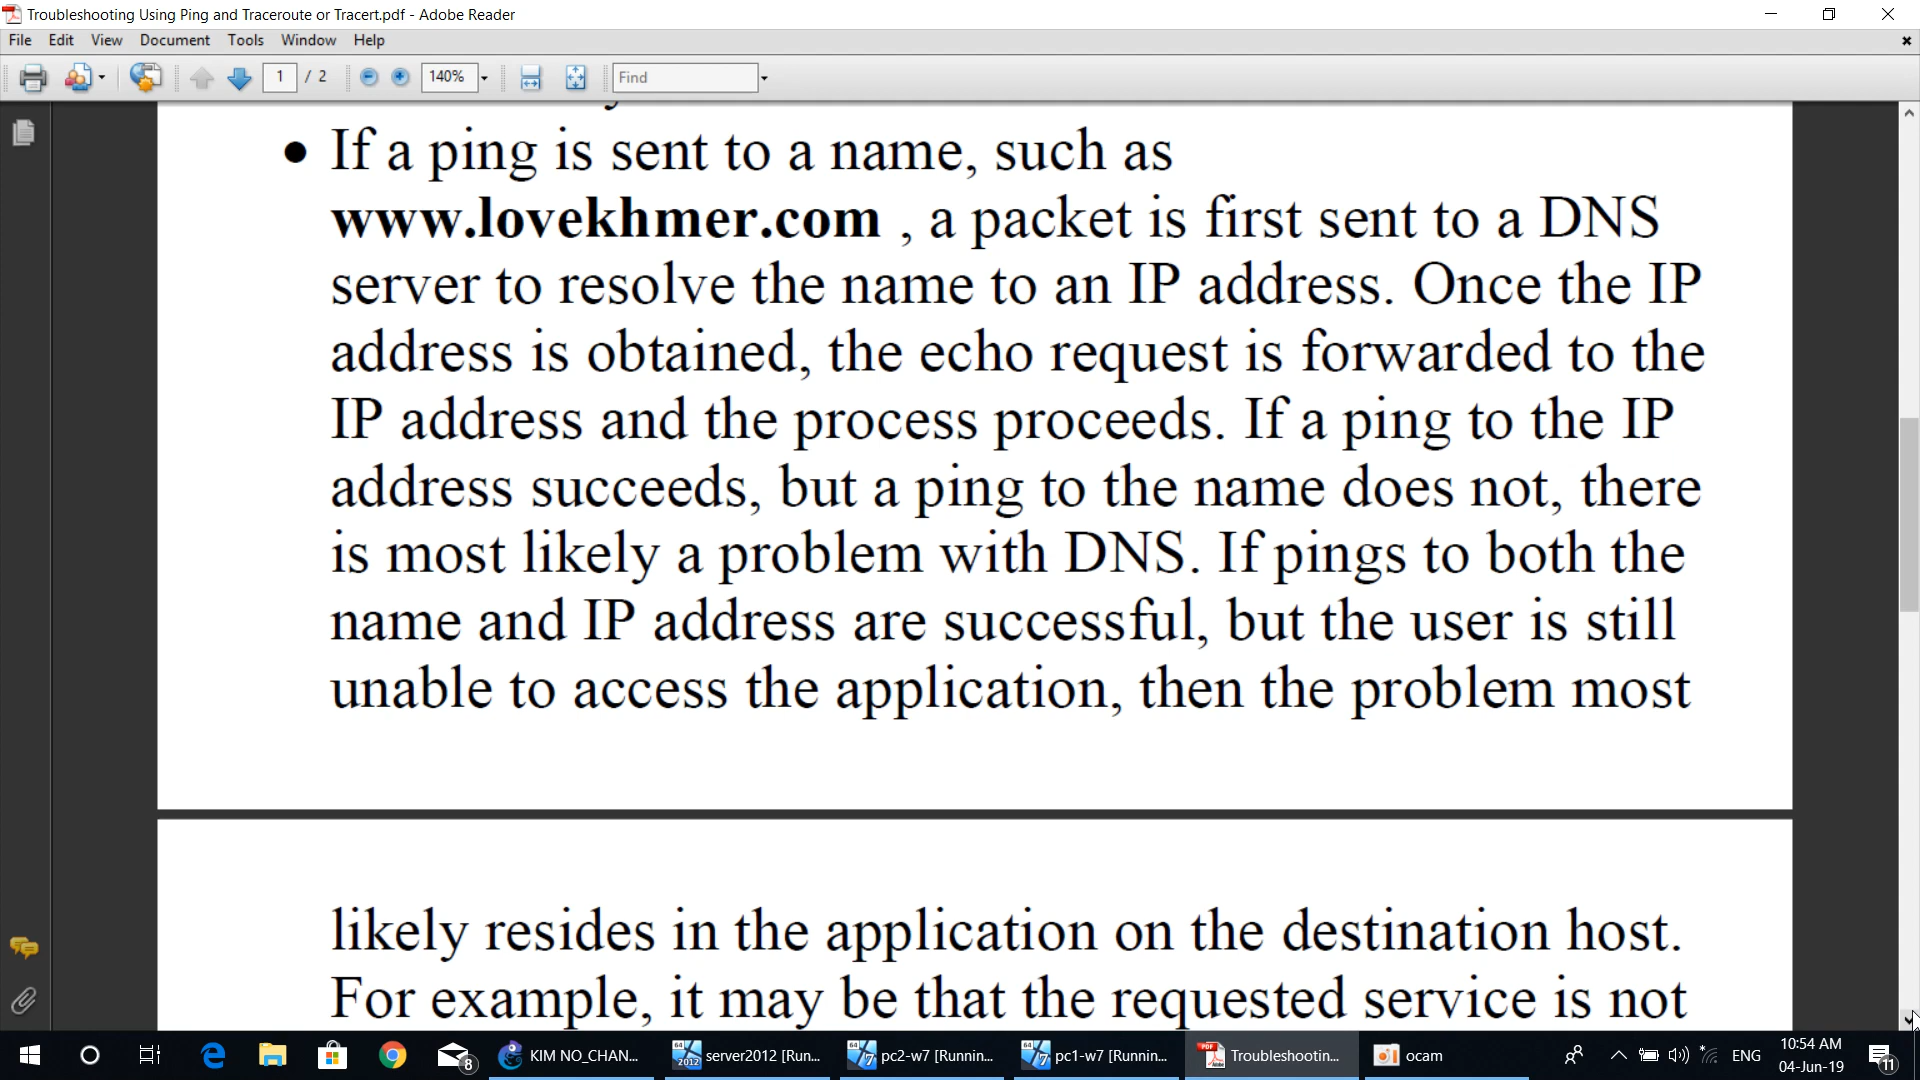 Troubleshooting Using Ping and Traceroute or Tracert.pdf - Adobe Reader
File Edit View Document Tools Window Help
1 / 2 140% Find
• If a ping is sent to a name, such as
www.lovekhmer.com , a packet is first sent to a DNS
server to resolve the name to an IP address. Once the IP
address is obtained, the echo request is forwarded to the
IP address and the process proceeds. If a ping to the IP
address succeeds, but a ping to the name does not, there
is most likely a problem with DNS. If pings to both the
name and IP address are successful, but the user is still
unable to access the application, then the problem most
likely resides in the application on the destination host.
For example, it may be that the requested service is not
8 KIM NO_CHAN... server2012 [Run... pc2-w7 [Runnin... pc1-w7 [Runnin... Troubleshootin... ocam ENG 10:54 AM 11
04-Jun-19